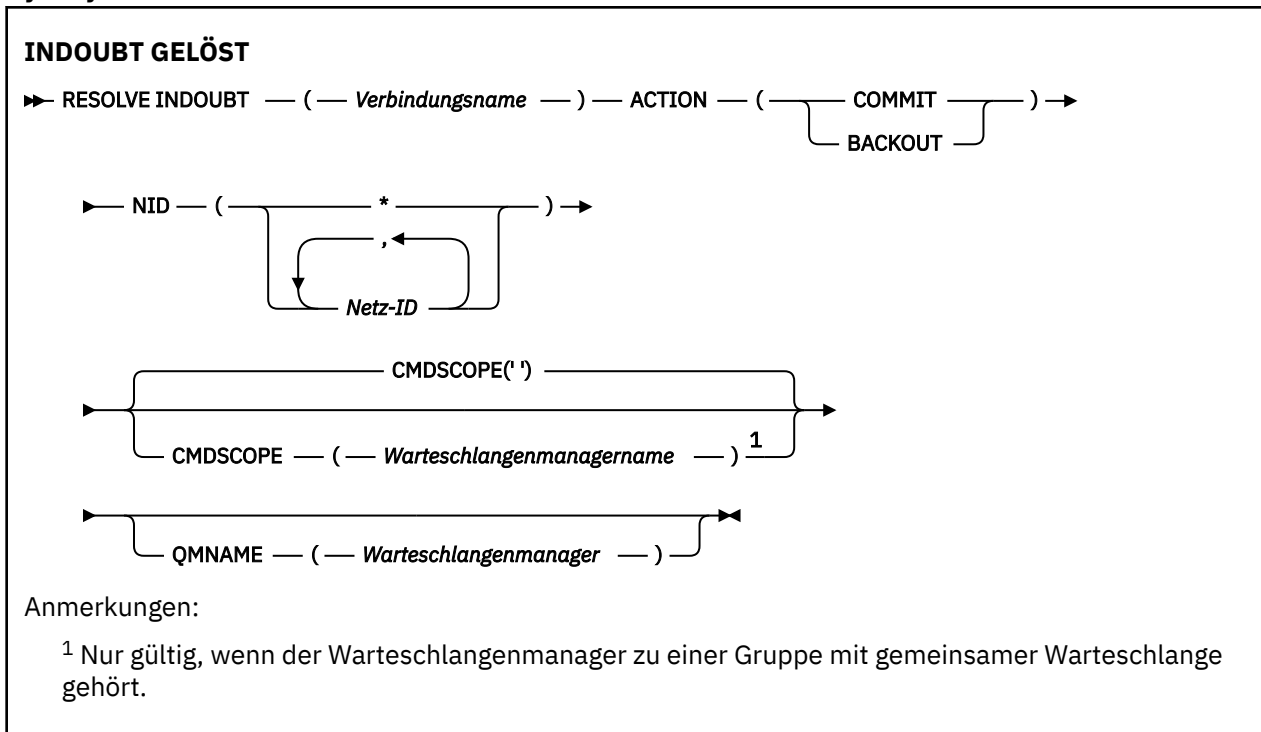 INDOUBT GELÖST
RESOLVE INDOUBT ( Verbindungsname ) ACTION ( COMMIT )
BACKOUT
NID ( * )
,
Netz-ID
CMDSCOPE(' ')
CMDSCOPE ( Warteschlangenmanagername ) 1
QMNAME ( Warteschlangenmanager )
Anmerkungen:
1 Nur gültig, wenn der Warteschlangenmanager zu einer Gruppe mit gemeinsamer Warteschlange
gehört.